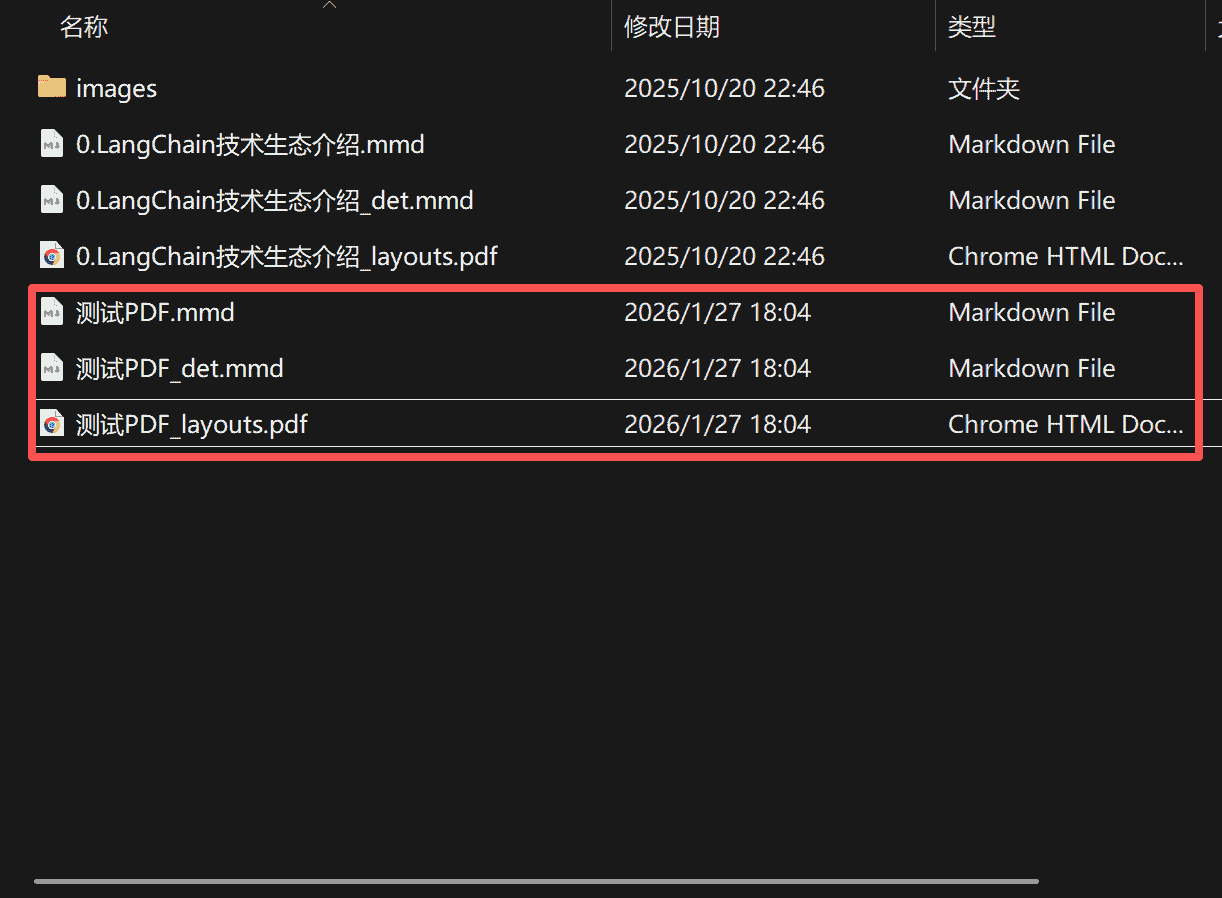 名称 修改日期 类型
images 2025/10/20 22:46 文件夹
0.LangChain技术生态介绍.mmd 2025/10/20 22:46 Markdown File
0.LangChain技术生态介绍_det.mmd 2025/10/20 22:46 Markdown File
0.LangChain技术生态介绍_layouts.pdf 2025/10/20 22:46 Chrome HTML Doc...
测试PDF.mmd 2026/1/27 18:04 Markdown File
测试PDF_det.mmd 2026/1/27 18:04 Markdown File
测试PDF_layouts.pdf 2026/1/27 18:04 Chrome HTML Doc...